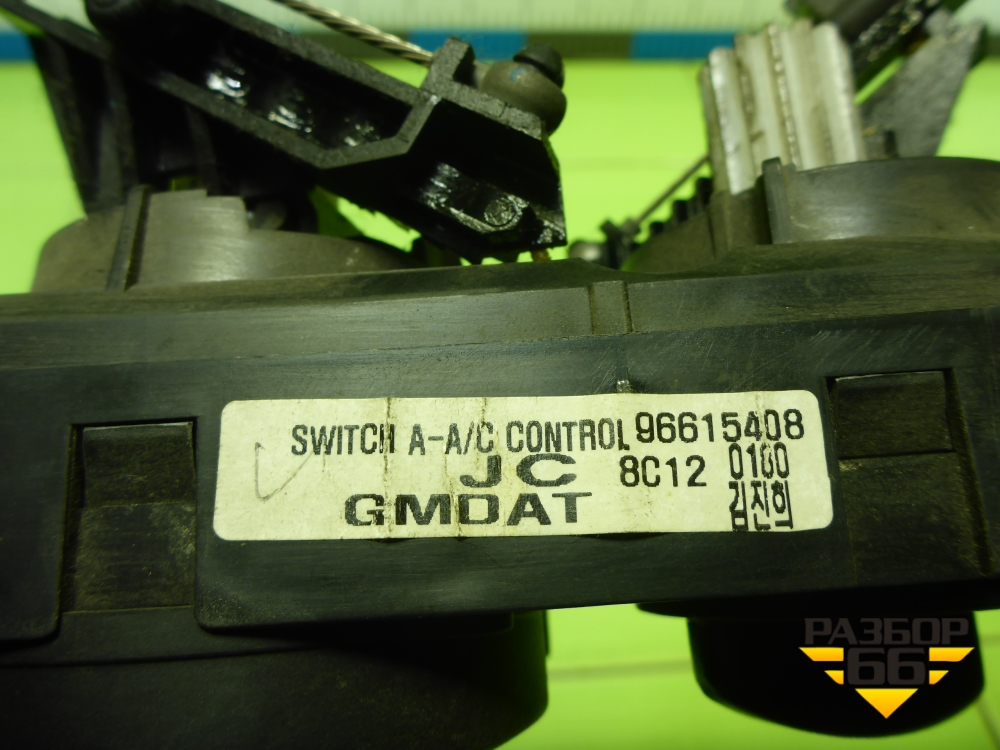 SWITCH A-A/C CONTROL 96615408
JC 8C12 0100
GMDAT 김진희
РАЗБОР
66